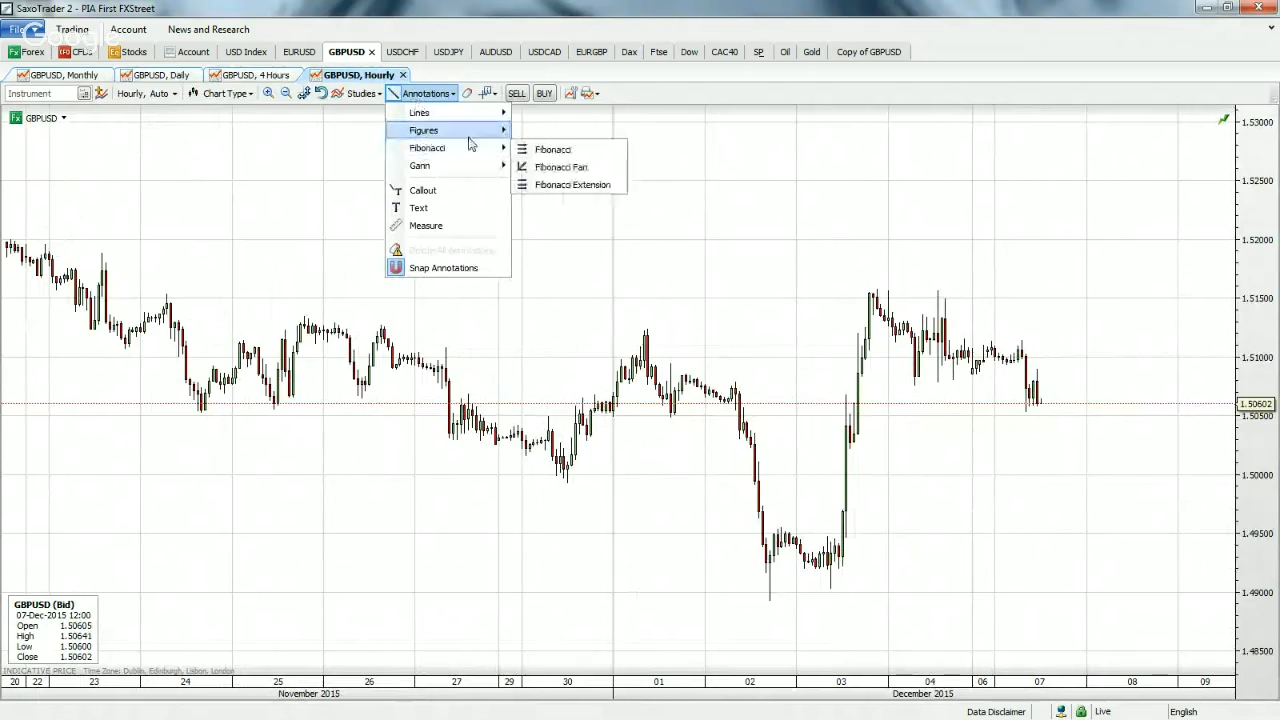 SaxoTrader 2 - PIA First FXStreet
File Trading Account News and Research
Google
Forex CFDs Stocks Account USD Index EURUSD GBPUSD USDCHF USDJPY AUDUSD USDCAD EURGBP Dax Ftse Dow CAC40 Oil Gold Copy of GBPUSD
GBPUSD, Monthly GBPUSD, Daily GBPUSD, 4 Hours GBPUSD, Hourly
Instrument Hourly, Auto Chart Type Studies Annotations SELL BUY
GBPUSD
Lines
Figures
Fibonacci
Gann
Callout
Text
Measure
Snap Annotations
Fibonacci
Fibonacci Fan
Fibonacci Extension
1.53000
1.52500
1.52000
1.51500
1.51000
1.50602
1.50500
1.50000
1.49500
1.49000
1.48500
GBPUSD (Bid)
07-Dec-2015 12:00
Open 1.50605
High 1.50641
Low 1.50600
Close 1.50602
INDICATIVE PRICE Time Zone: Dublin, Edinburgh, Lisbon, London
20 22 23 24 25 26 27 29 30 01 02 03 04 06 07 08 09
November 2015 December 2015
Data Disclaimer Live English